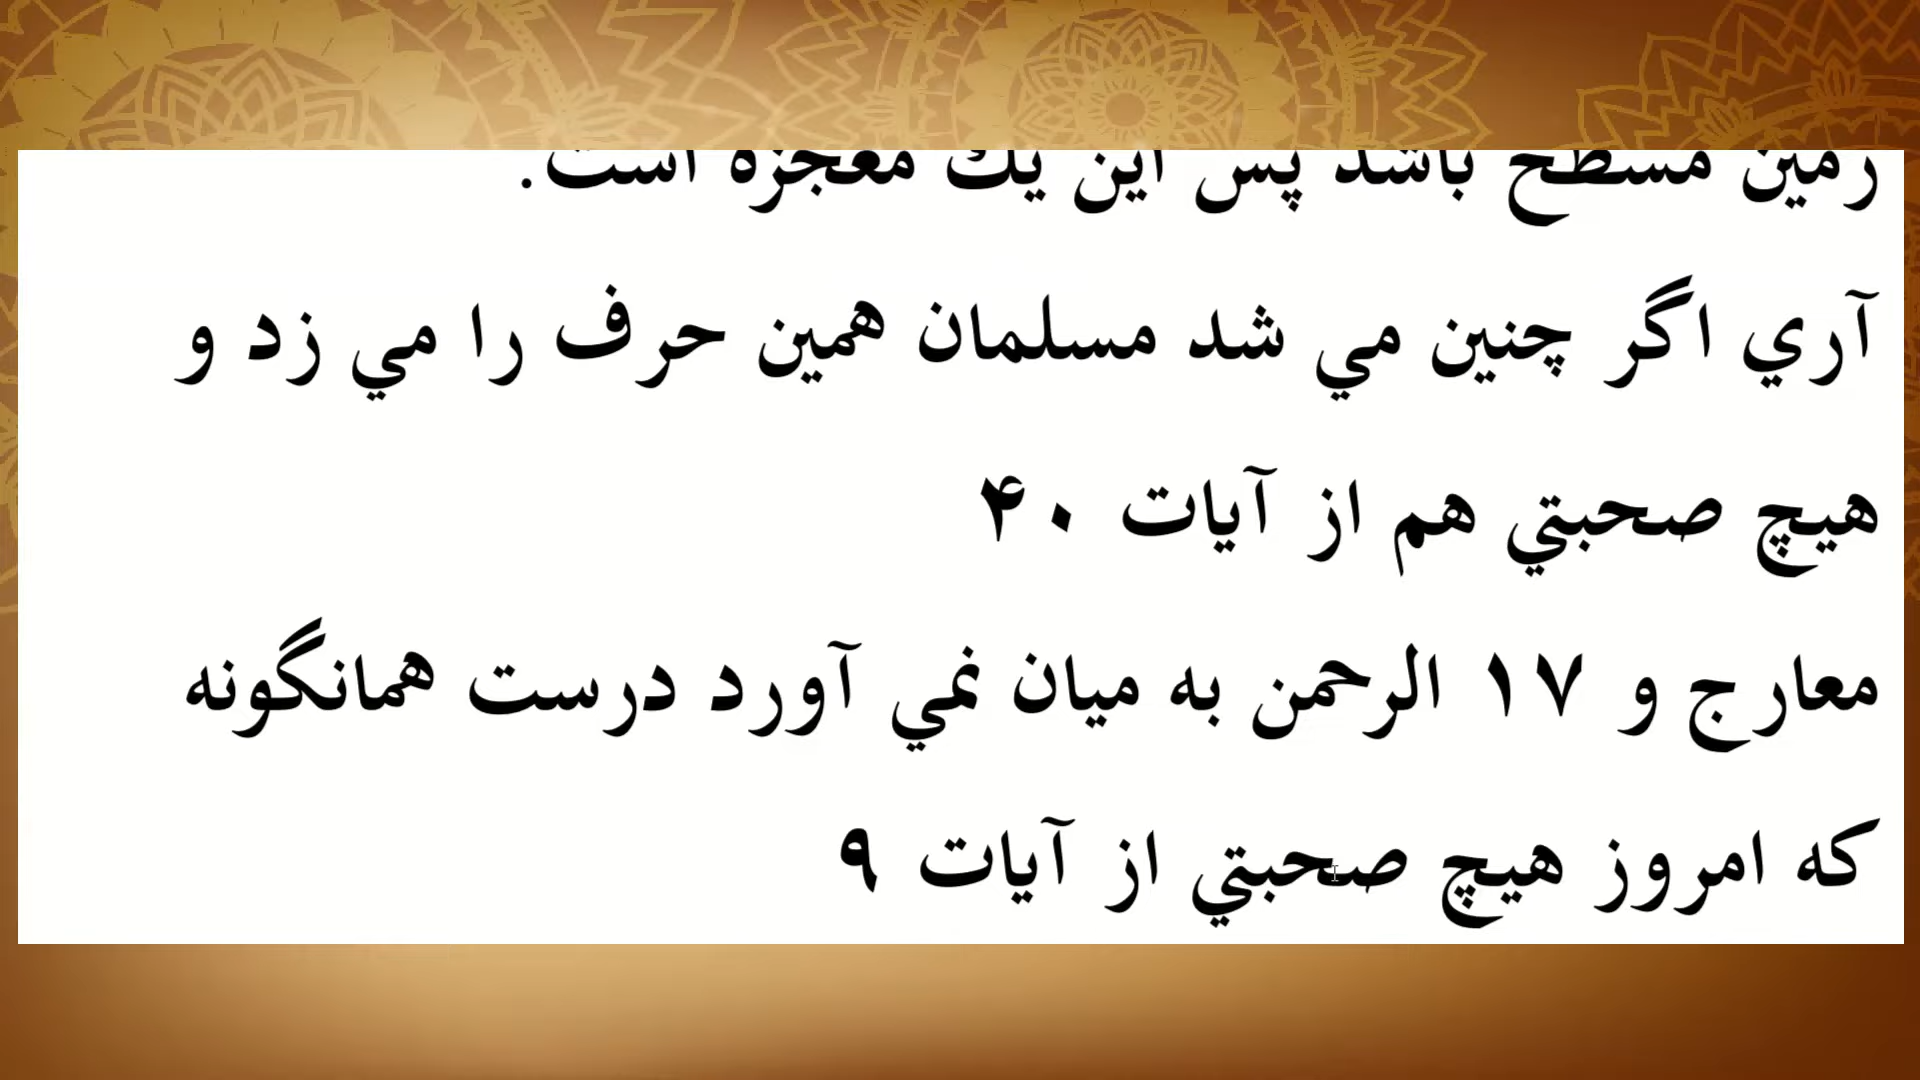 زمين مسطح باشد پس اين يك معجزه است.
آري اگر چنين مي شد مسلمان همين حرف را مي زد و
هيچ صحبتي هم از آيات ۴۰
معارج و ۱۷ الرحمن به ميان نمي آورد درست همانگونه
که امروز هيچ صحبتي از آيات ۹